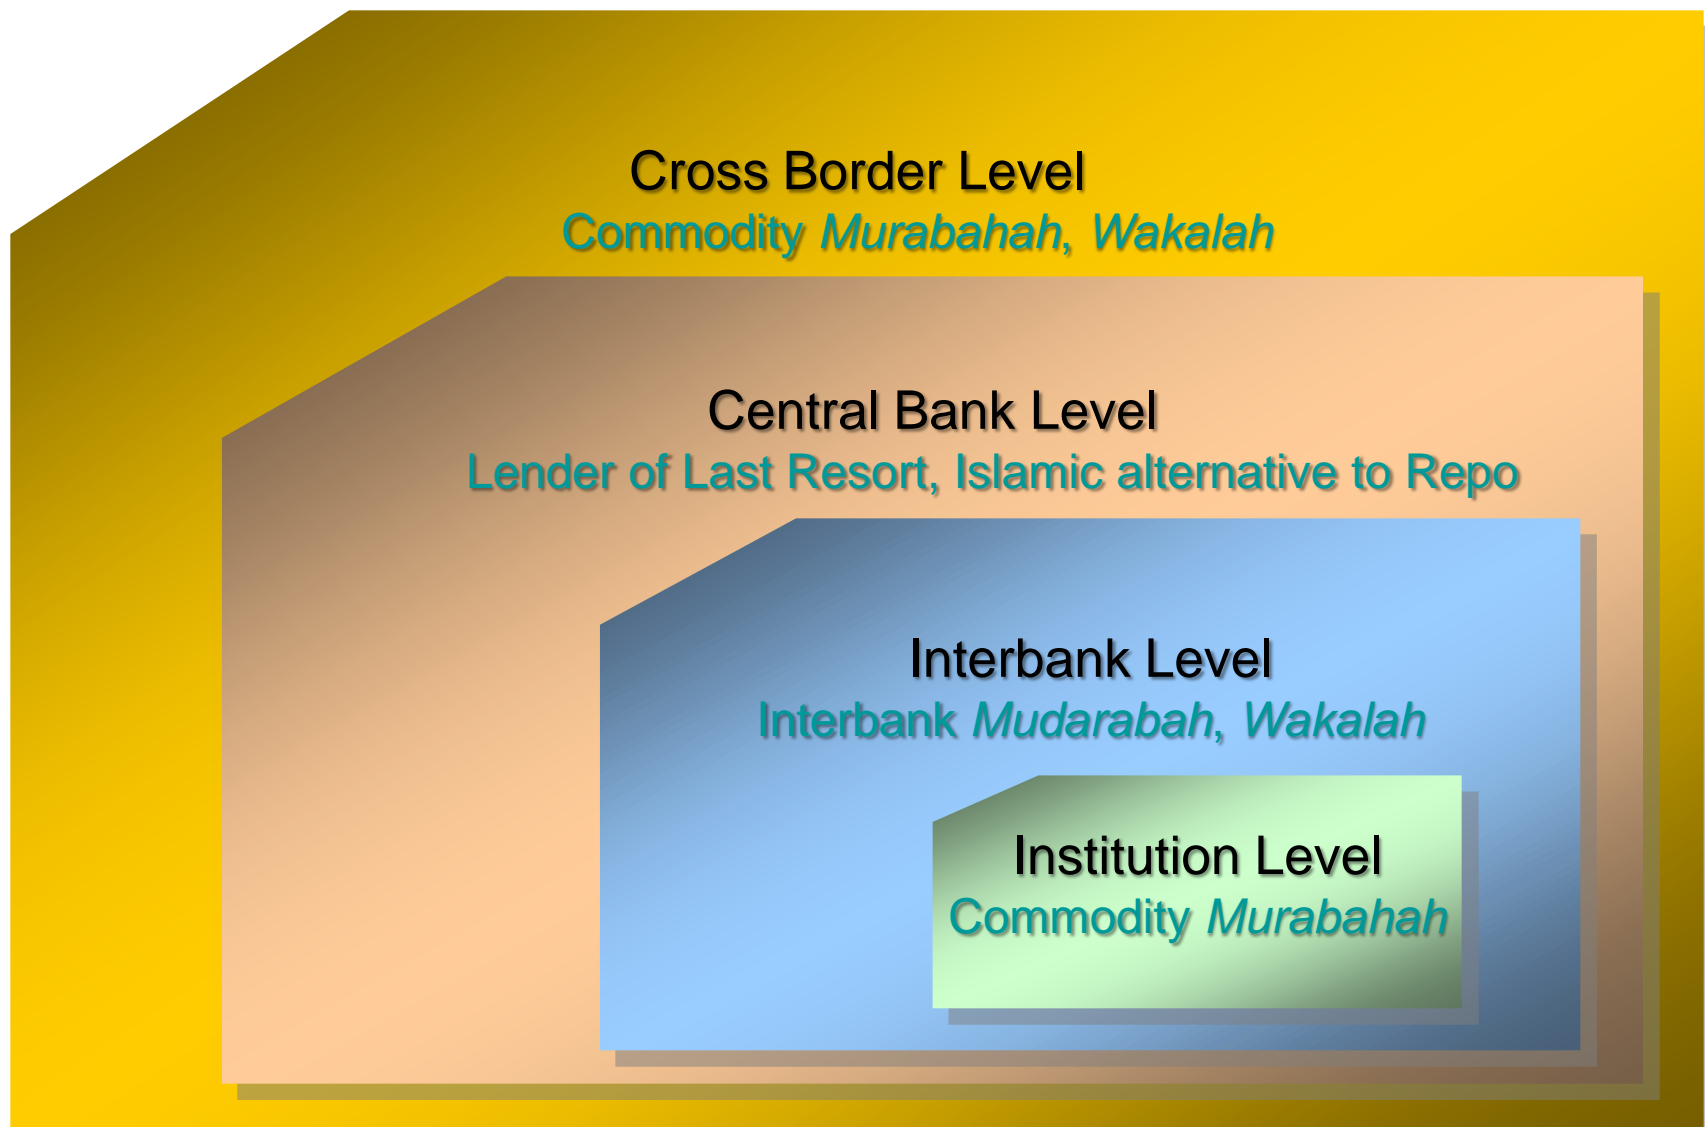 Cross Border Level
Commodity Murabahah, Wakalah
Central Bank Level
Lender of Last Resort, Islamic alternative to Repo
Interbank Level
Interbank Mudarabah, Wakalah
Institution Level
Commodity Murabahah